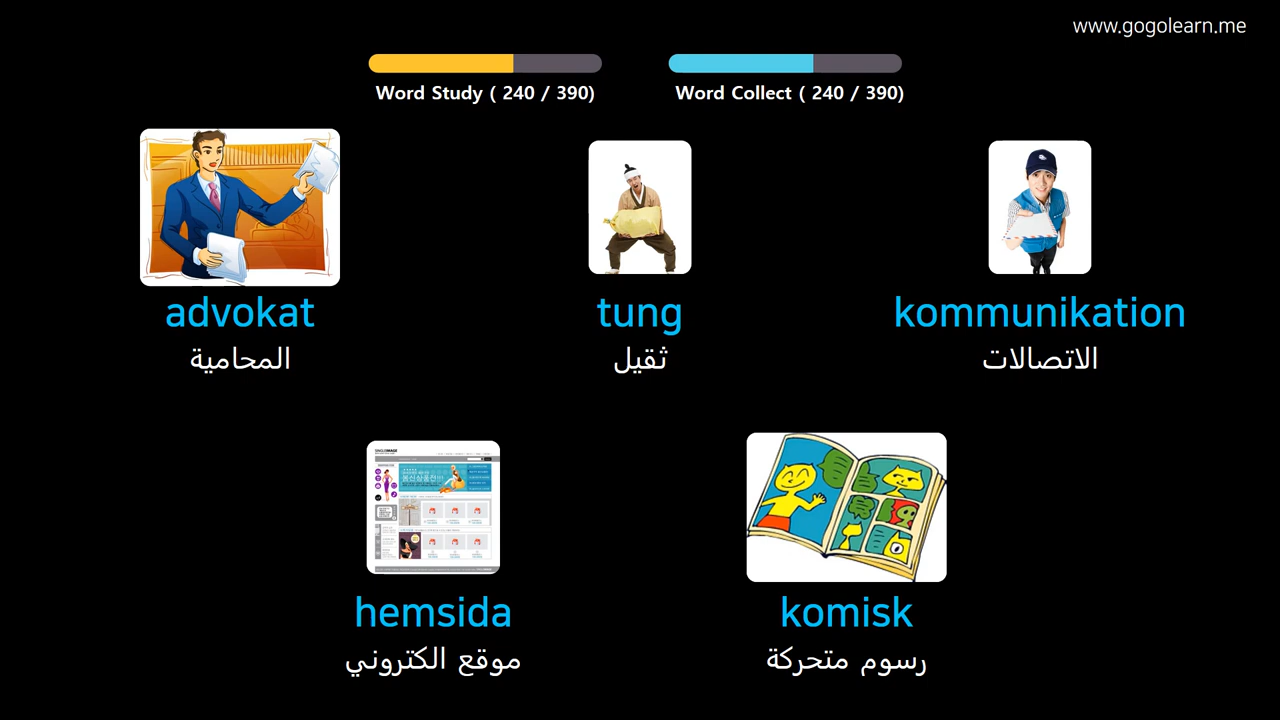 www.gogolearn.me
Word Study ( 240 / 390)
Word Collect ( 240 / 390)
advokat
المحامية
tung
ثقيل
kommunikation
الاتصالات
hemsida
موقع الكتروني
komisk
رسوم متحركة